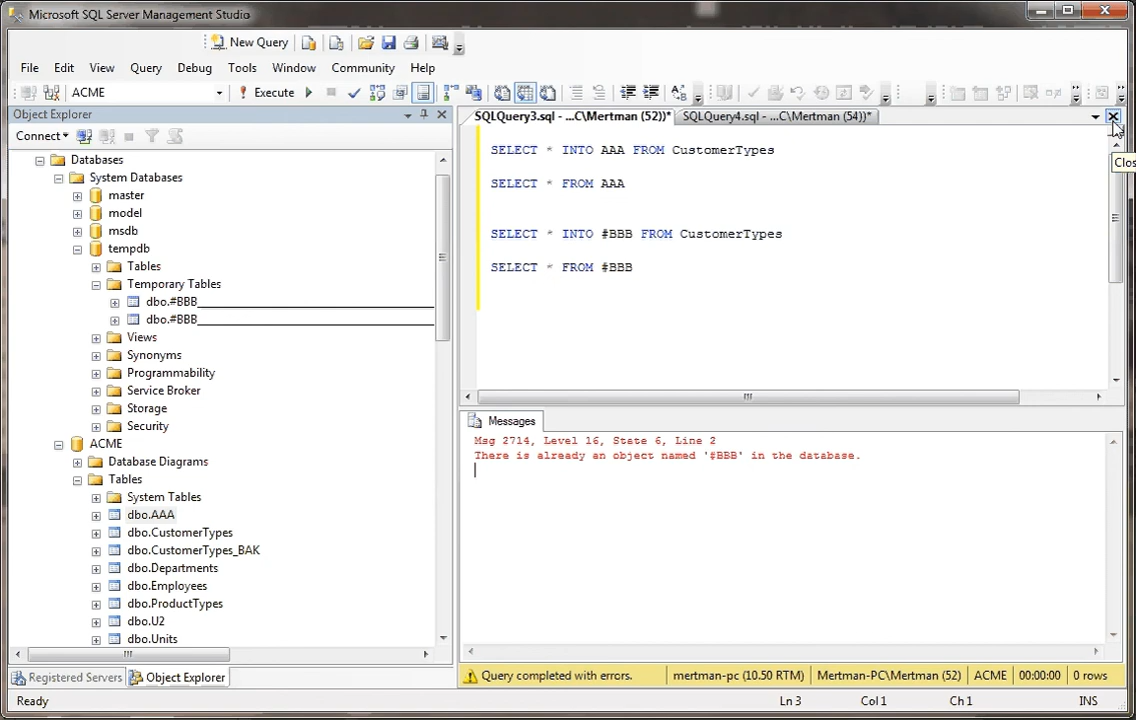 Microsoft SQL Server Management Studio
New Query
File Edit View Query Debug Tools Window Community Help
ACME Execute
Object Explorer
Connect
Databases
System Databases
master
model
msdb
tempdb
Tables
Temporary Tables
dbo.#BBB
dbo.#BBB
Views
Synonyms
Programmability
Service Broker
Storage
Security
ACME
Database Diagrams
Tables
System Tables
dbo.AAA
dbo.CustomerTypes
dbo.CustomerTypes_BAK
dbo.Departments
dbo.Employees
dbo.ProductTypes
dbo.U2
dbo.Units
Registered Servers Object Explorer
SQLQuery3.sql - ...C\Mertman (52))* SQLQuery4.sql - ...C\Mertman (54))*
Clos
SELECT * INTO AAA FROM CustomerTypes
SELECT * FROM AAA
SELECT * INTO #BBB FROM CustomerTypes
SELECT * FROM #BBB
Messages
Msg 2714, Level 16, State 6, Line 2
There is already an object named '#BBB' in the database.
Query completed with errors. mertman-pc (10.50 RTM) Mertman-PC\Mertman (52) ACME 00:00:00 0 rows
Ready Ln 3 Col 1 Ch 1 INS